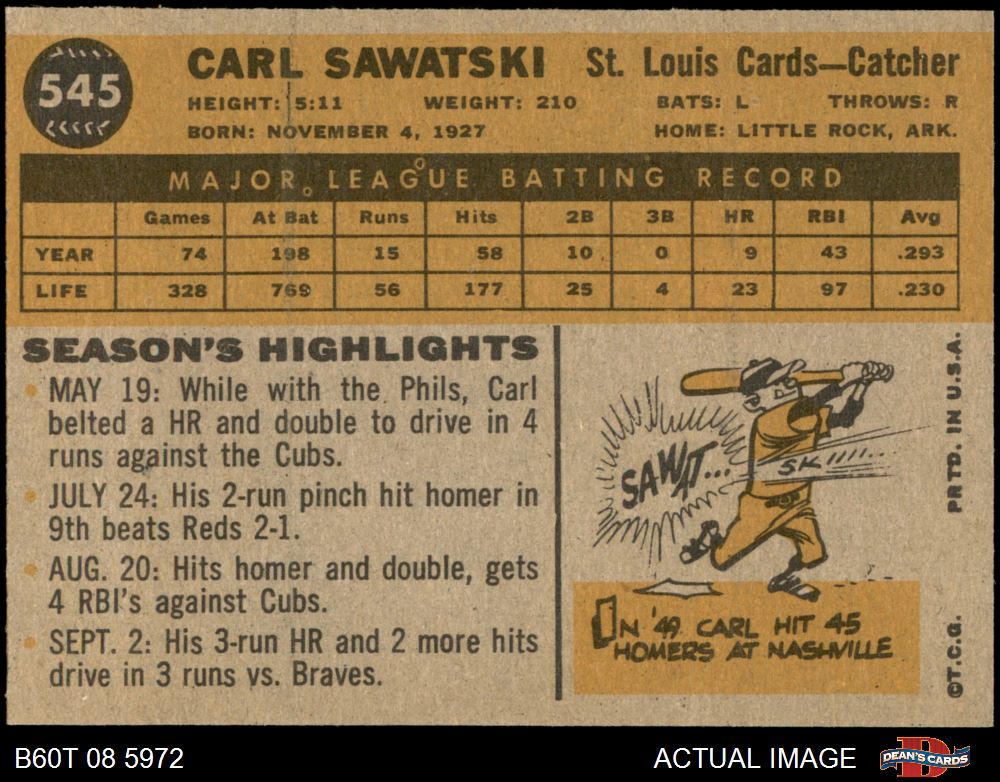 545
CARL SAWATSKI St. Louis Cards—Catcher
HEIGHT: 5:11 WEIGHT: 210 BATS: L THROWS: R
BORN: NOVEMBER 4, 1927 HOME: LITTLE ROCK, ARK.
MAJOR LEAGUE BATTING RECORD
Games At Bat Runs Hits 2B 3B HR RBI Avg
YEAR 74 198 15 58 10 0 9 43 .293
LIFE 328 769 56 177 25 4 23 97 .230
SEASON'S HIGHLIGHTS
• MAY 19: While with the Phils, Carl
belted a HR and double to drive in 4
runs against the Cubs.
• JULY 24: His 2-run pinch hit homer in
9th beats Reds 2-1.
• AUG. 20: Hits homer and double, gets
4 RBI's against Cubs.
• SEPT. 2: His 3-run HR and 2 more hits
drive in 3 runs vs. Braves.
SAWAT...
SK
IN '49 CARL HIT 45
HOMERS AT NASHVILLE
©T.C.G. PRTD. IN U.S.A.
B60T 08 5972 ACTUAL IMAGE
DEAN'S CARDS